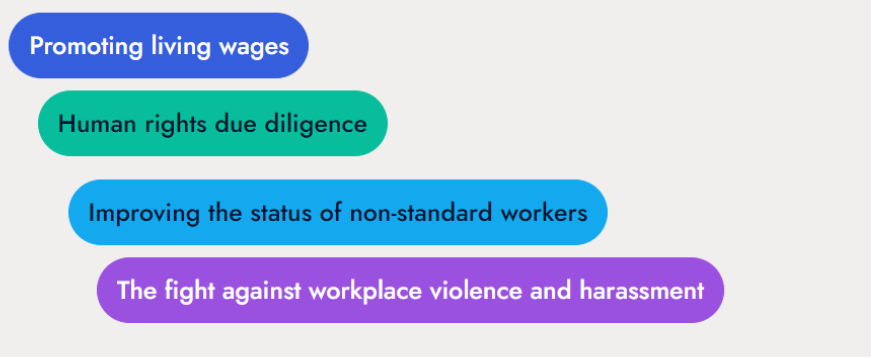 Promoting living wages
Human rights due diligence
Improving the status of non-standard workers
The fight against workplace violence and harassment